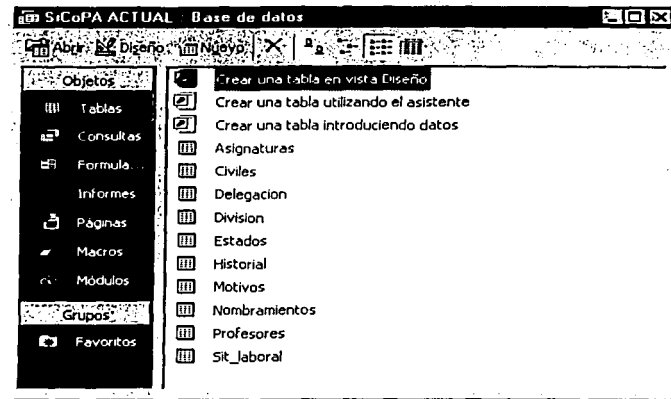 SiCoPA ACTUAL : Base de datos
Abrir Diseño Nuevo
Objetos
Tablas
Consultas
Formula...
Informes
Páginas
Macros
Módulos
Grupos
Favoritos
Crear una tabla en vista Diseño
Crear una tabla utilizando el asistente
Crear una tabla introduciendo datos
Asignaturas
Civiles
Delegacion
Division
Estados
Historial
Motivos
Nombramientos
Profesores
Sit_laboral